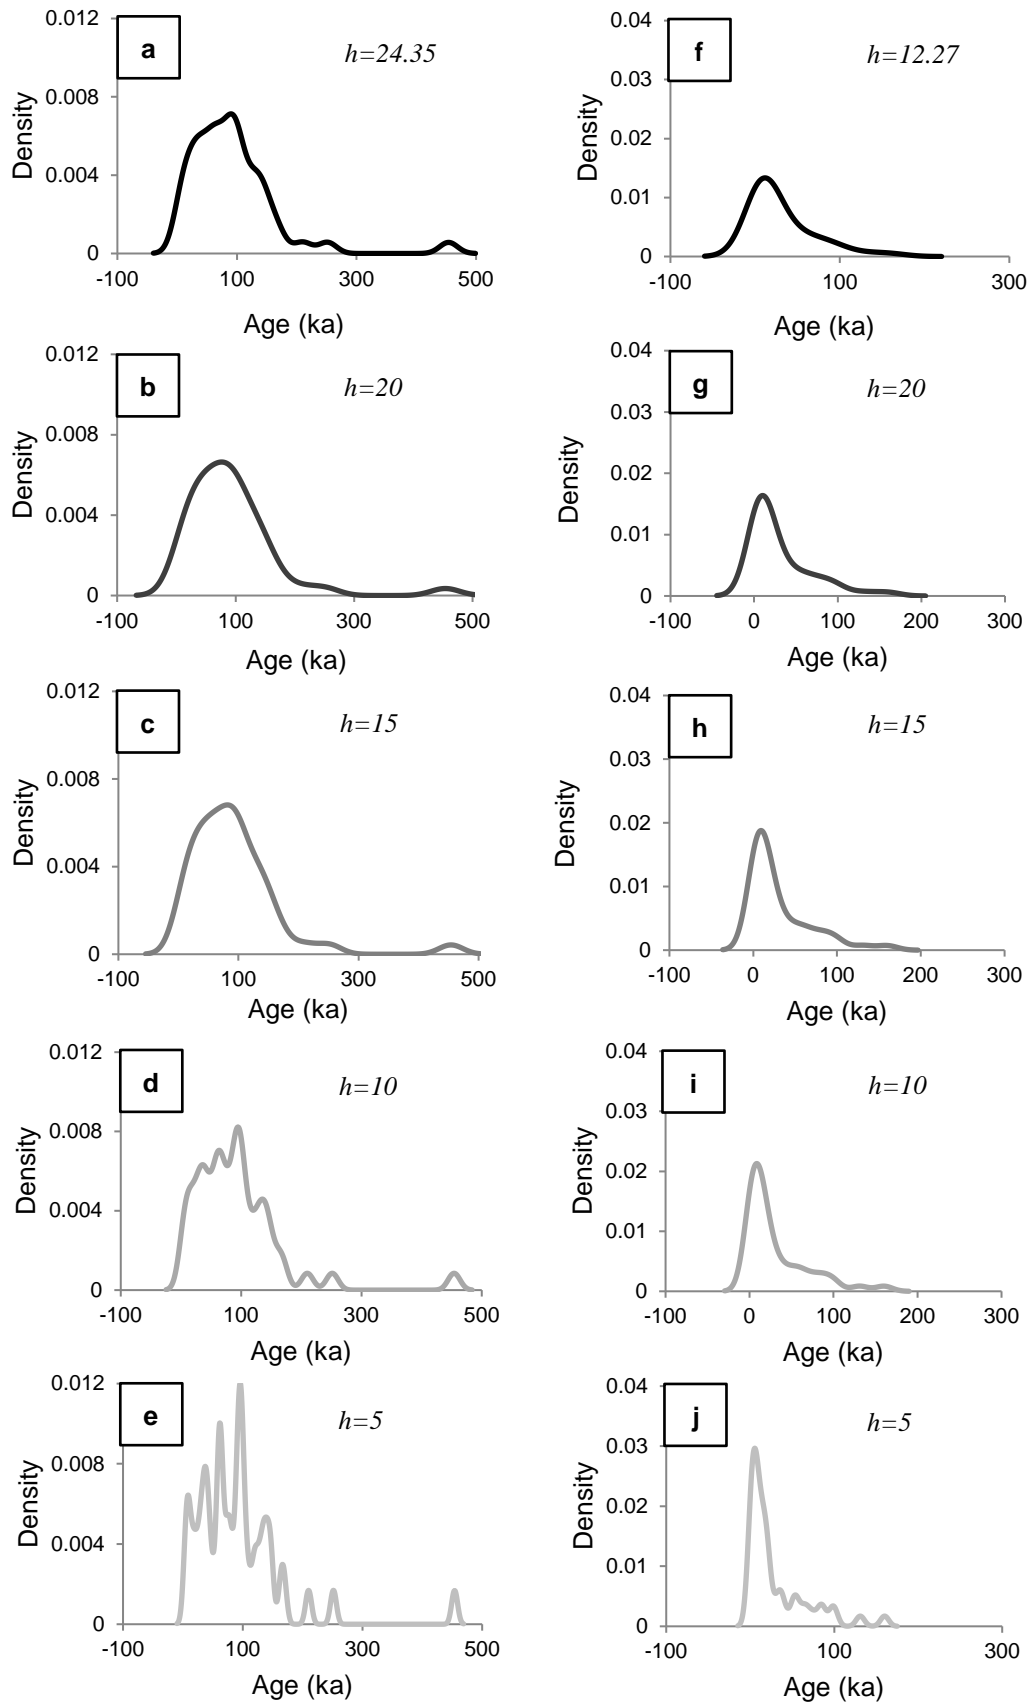 a
h=24.35
0.012
0.008
0.004
0
Density
-100 100 300 500
Age (ka)
f
h=12.27
0.04
0.03
0.02
0.01
0
Density
-100 100 300
Age (ka)
b
h=20
0.012
0.008
0.004
0
Density
-100 100 300 500
Age (ka)
g
h=20
0.04
0.03
0.02
0.01
0
Density
-100 0 100 200 300
Age (ka)
c
h=15
0.012
0.008
0.004
0
Density
-100 100 300 500
Age (ka)
h
h=15
0.04
0.03
0.02
0.01
0
Density
-100 0 100 200 300
Age (ka)
d
h=10
0.012
0.008
0.004
0
Density
-100 100 300 500
Age (ka)
i
h=10
0.04
0.03
0.02
0.01
0
Density
-100 0 100 200 300
Age (ka)
e
h=5
0.012
0.008
0.004
0
Density
-100 100 300 500
Age (ka)
j
h=5
0.04
0.03
0.02
0.01
0
Density
-100 100 300
Age (ka)